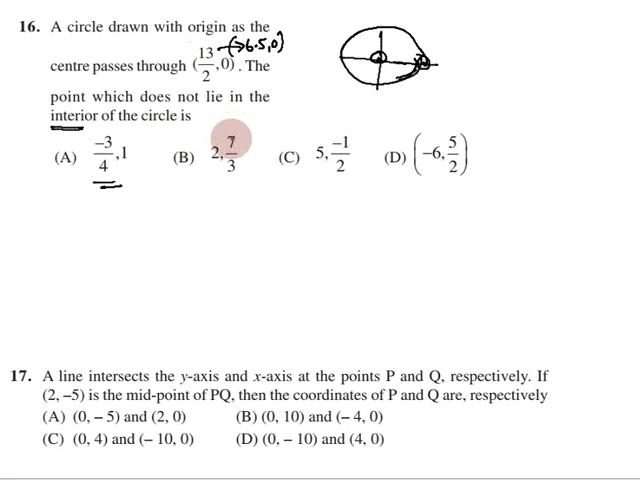 16. A circle drawn with origin as the
centre passes through (13/2,0). The →(6.5,0)
point which does not lie in the
interior of the circle is
(A) -3/4,1 (B) 2,7/3 (C) 5,-1/2 (D) (-6,5/2)
17. A line intersects the y-axis and x-axis at the points P and Q, respectively. If
(2, –5) is the mid-point of PQ, then the coordinates of P and Q are, respectively
(A) (0, – 5) and (2, 0) (B) (0, 10) and (– 4, 0)
(C) (0, 4) and (– 10, 0) (D) (0, – 10) and (4, 0)